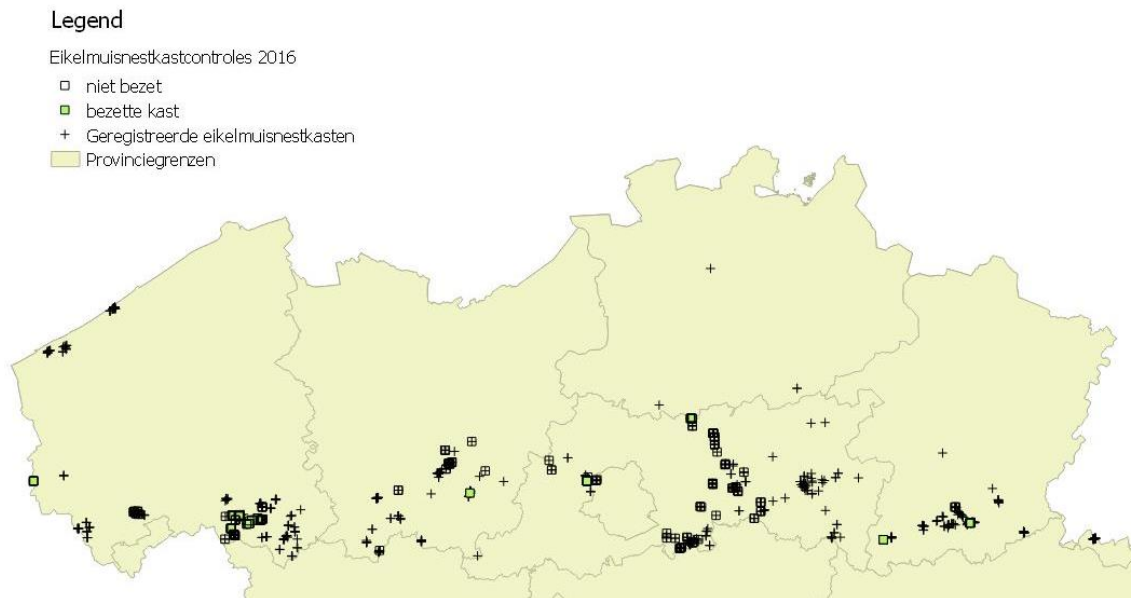 Legend
Eikelmuisnestkastcontroles 2016
niet bezet
bezette kast
Geregistreerde eikelmuisnestkasten
Provinciegrenzen